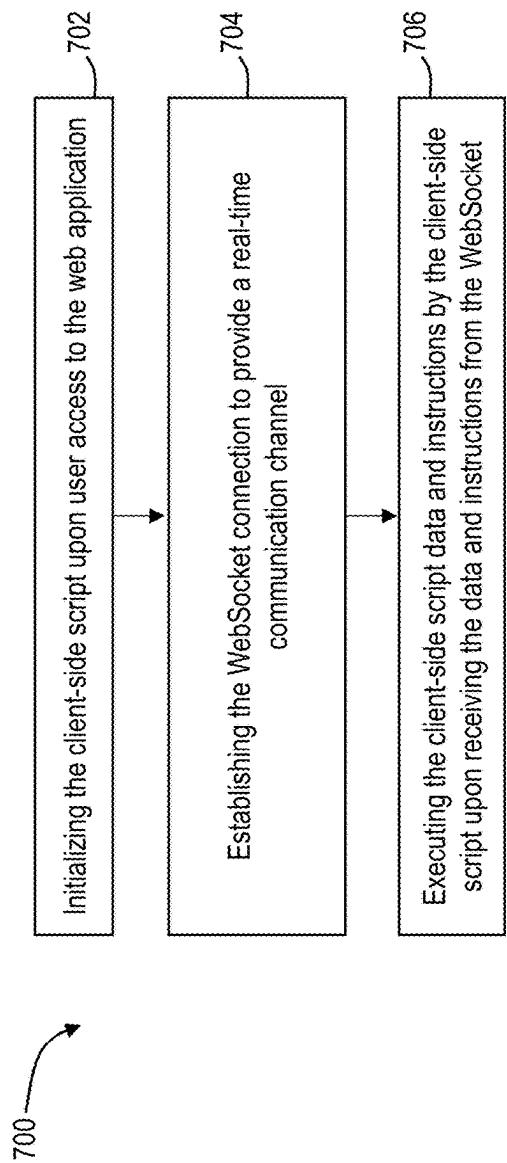 700
702
Initializing the client-side script upon user access to the web application
704
Establishing the WebSocket connection to provide a real-time
communication channel
706
Executing the client-side script data and instructions by the client-side
script upon receiving the data and instructions from the WebSocket